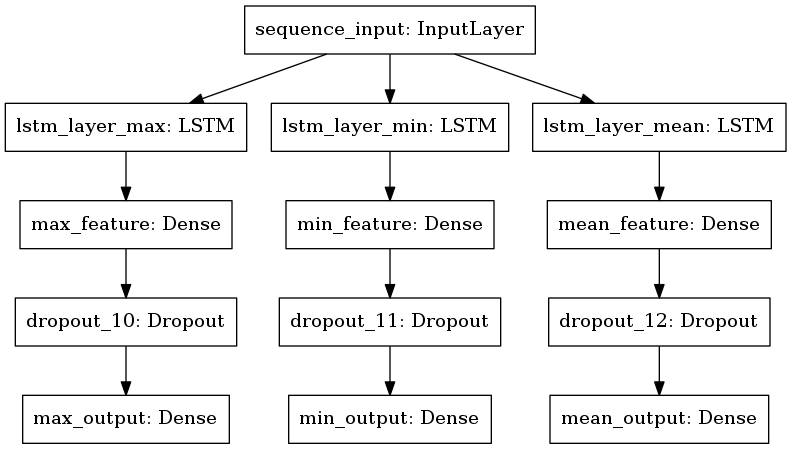 sequence_input: InputLayer
lstm_layer_max: LSTM
lstm_layer_min: LSTM
lstm_layer_mean: LSTM
max_feature: Dense
min_feature: Dense
mean_feature: Dense
dropout_10: Dropout
dropout_11: Dropout
dropout_12: Dropout
max_output: Dense
min_output: Dense
mean_output: Dense